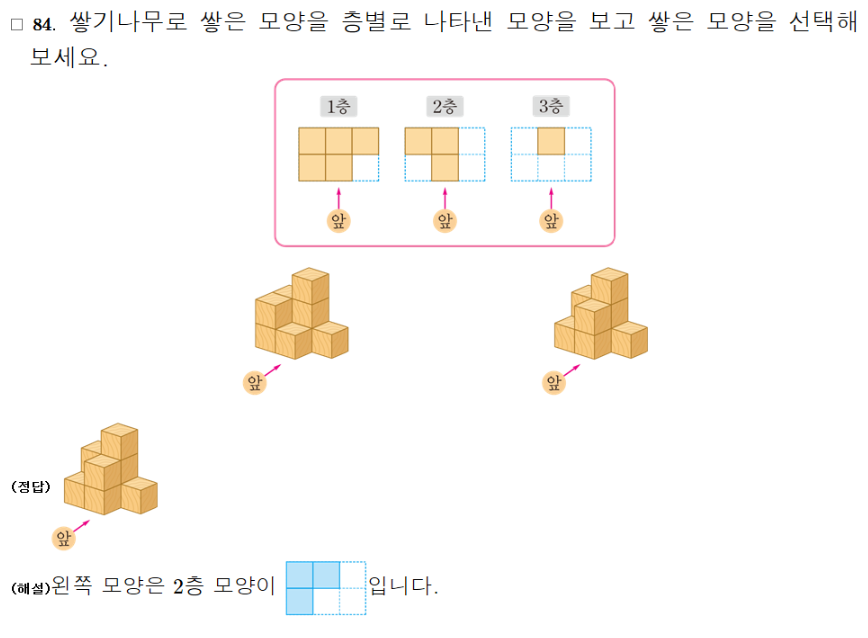 □ 84. 쌓기나무로 쌓은 모양을 층별로 나타낸 모양을 보고 쌓은 모양을 선택해
보세요.
1층 2층 3층
앞 앞 앞
앞 앞
(정답)
앞
(해설)왼쪽 모양은 2층 모양이 입니다.